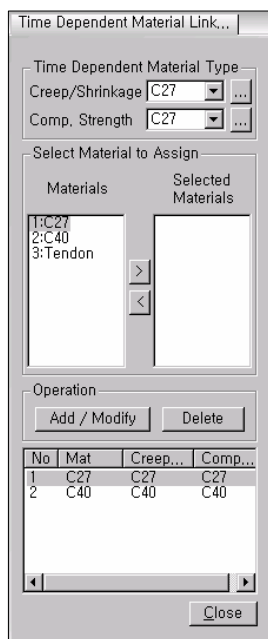 Time Dependent Material Link...
Time Dependent Material Type
Creep/Shrinkage C27 ...
Comp. Strength C27 ...
Select Material to Assign
Materials Selected Materials
1:C27
2:C40
3:Tendon
>
<
Operation
Add / Modify Delete
No Mat Creep... Comp...
1 C27 C27 C27
2 C40 C40 C40
Close